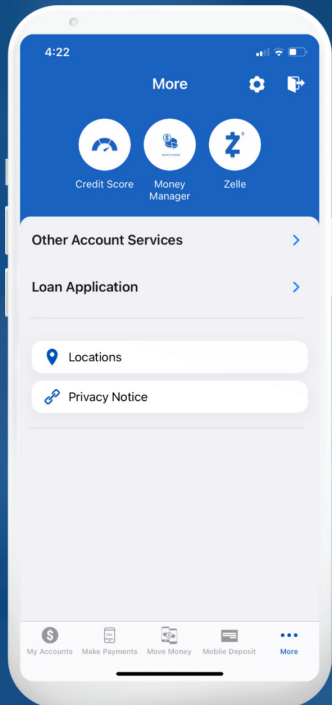 4:22
More
Credit Score
Money
Manager
Zelle
Other Account Services
Loan Application
Locations
Privacy Notice
My Accounts
Make Payments
Move Money
Mobile Deposit
More